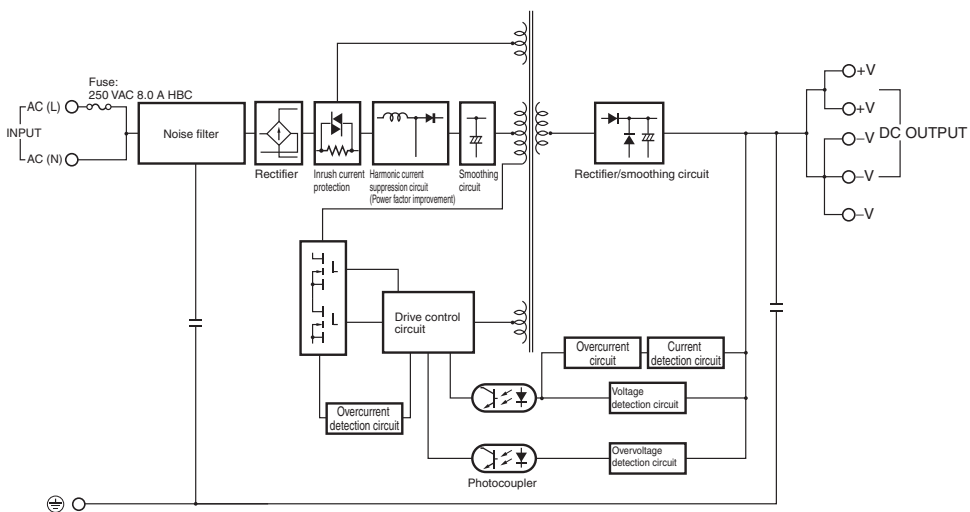 Fuse:
250 VAC 8.0 A HBC
AC (L)
INPUT
AC (N)
Noise filter
Rectifier
Inrush current
protection
Harmonic current
suppression circuit
(Power factor improvement)
Smoothing
circuit
Rectifier/smoothing circuit
+V
+V
–V
DC OUTPUT
–V
–V
Drive control
circuit
Overcurrent
detection circuit
Overcurrent
circuit
Current
detection circuit
Voltage
detection circuit
Overvoltage
detection circuit
Photocoupler